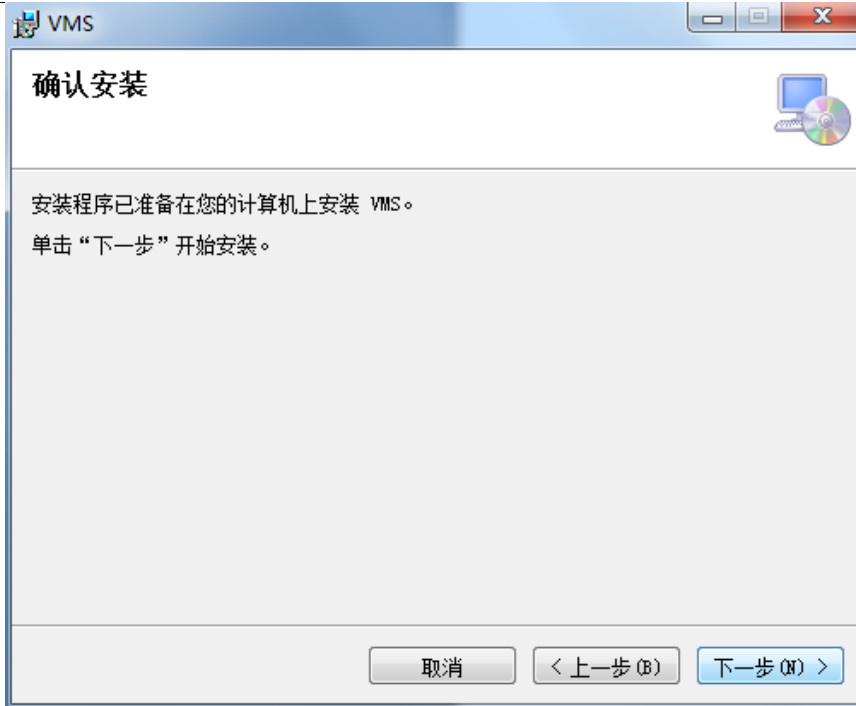 VMS
确认安装
安装程序已准备在您的计算机上安装 VMS。
单击“下一步”开始安装。
取消
< 上一步(B)
下一步(N) >